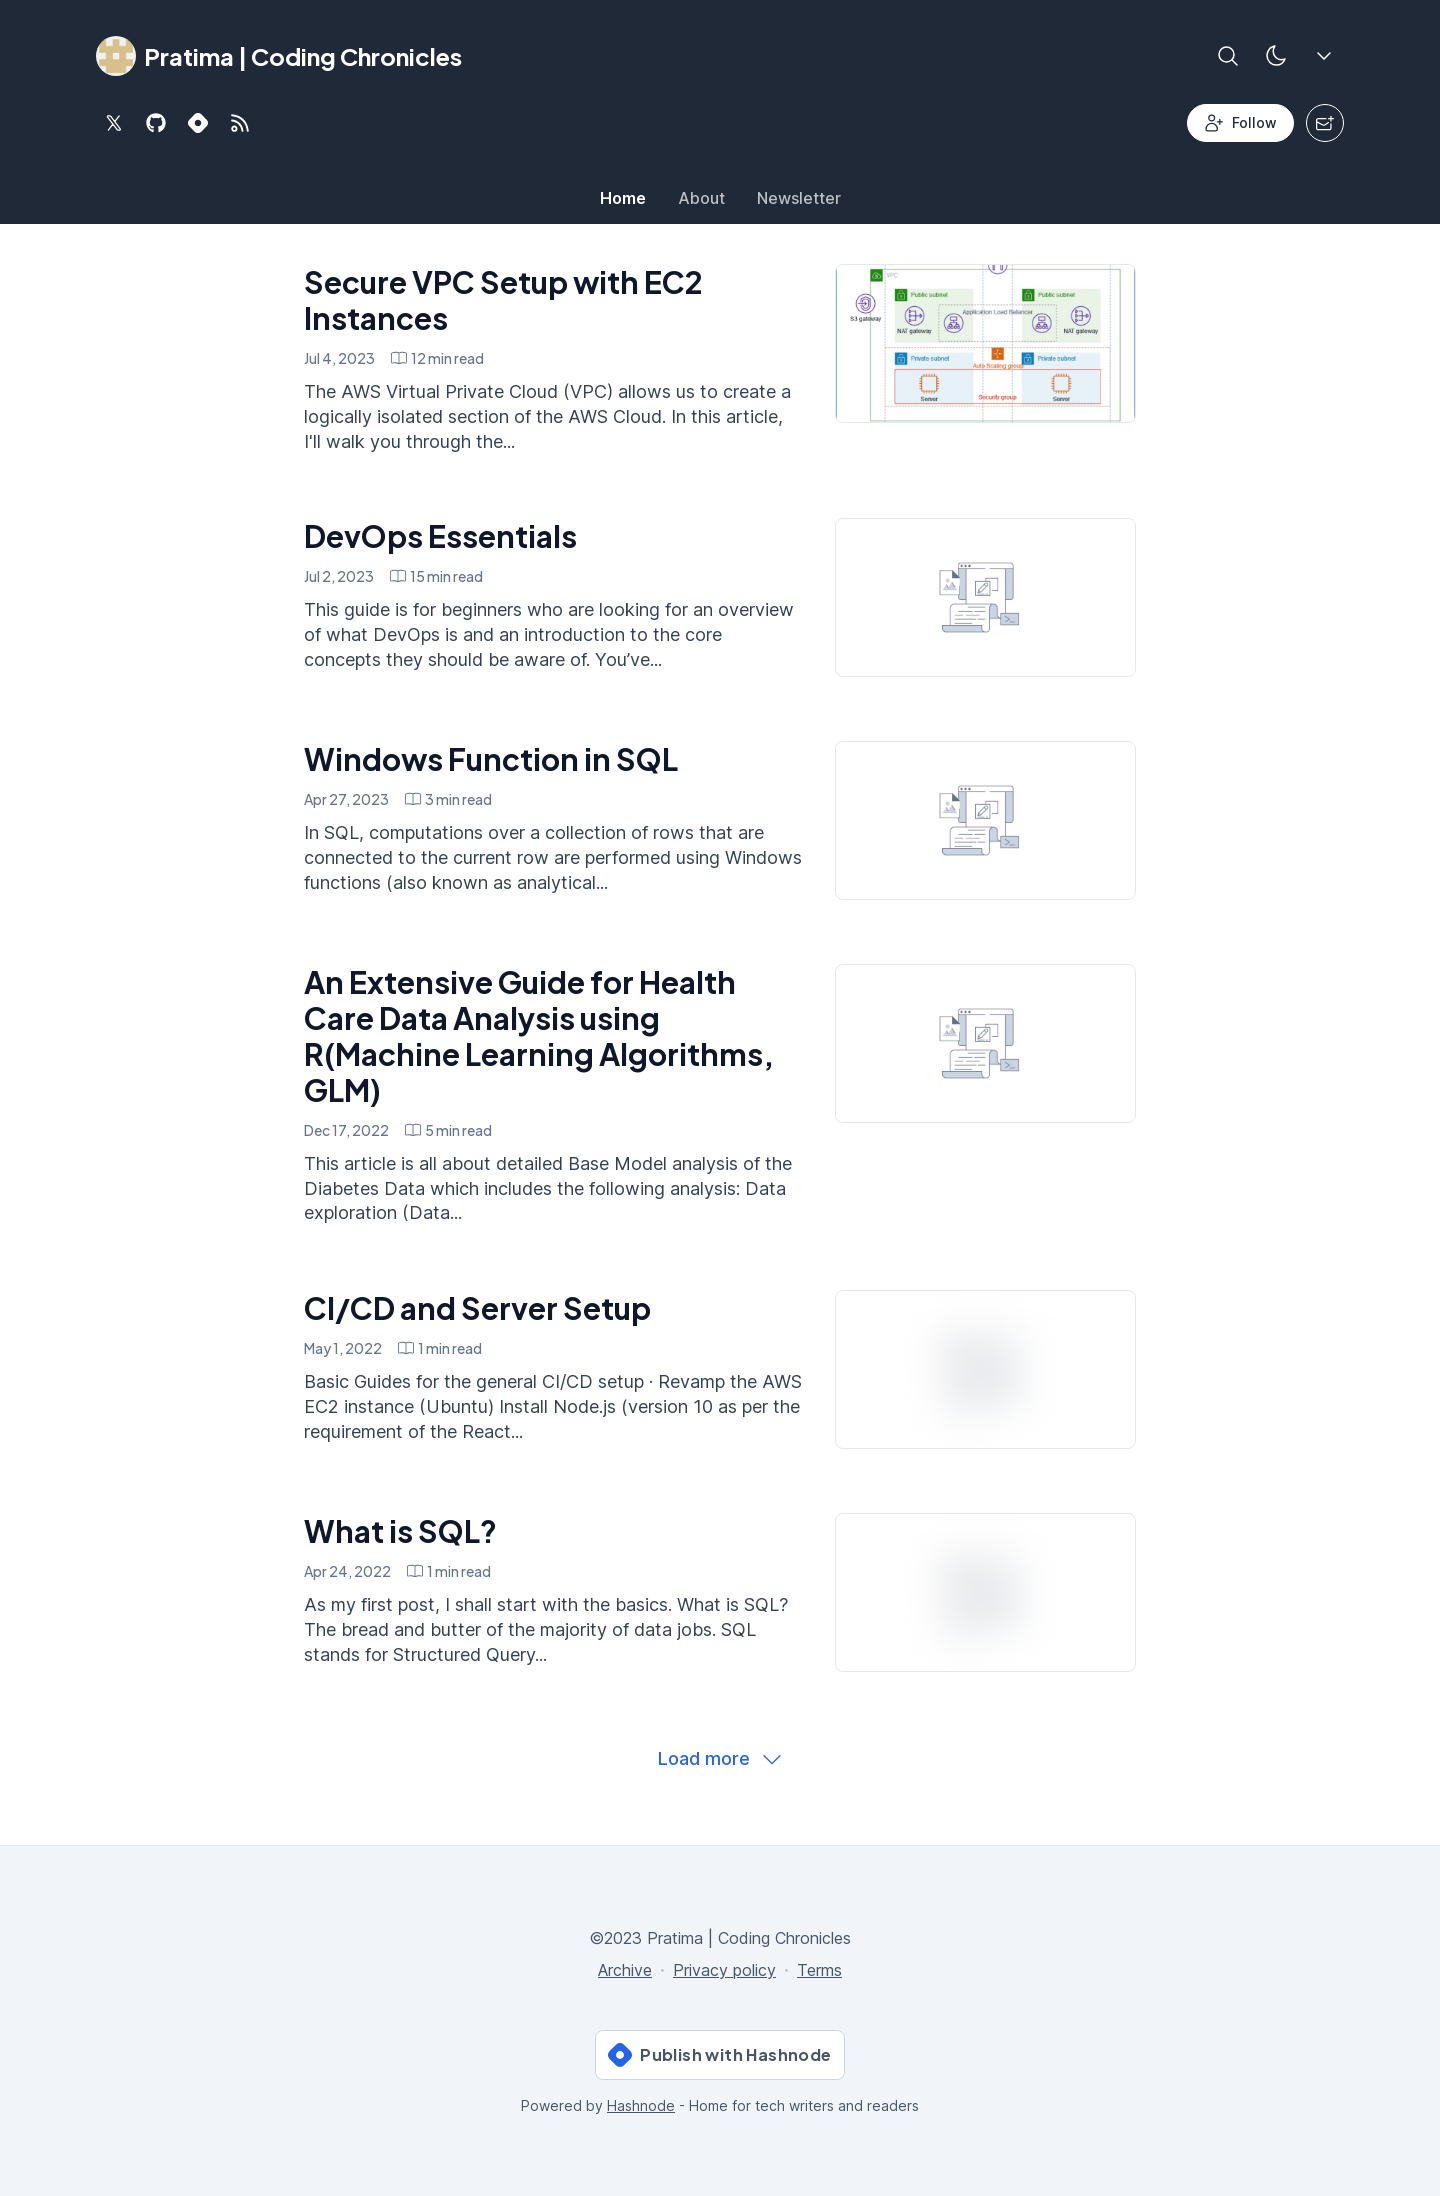 Pratima | Coding Chronicles
Follow
Home About Newsletter
Secure VPC Setup with EC2
Instances
Jul 4, 2023 12 min read
The AWS Virtual Private Cloud (VPC) allows us to create a
logically isolated section of the AWS Cloud. In this article,
I'll walk you through the...
VPC
Public subnet Public subnet
S3 gateway
Application Load Balancer
NAT gateway NAT gateway
Private subnet Private subnet
Auto Scaling group
Server Security group Server
DevOps Essentials
Jul 2, 2023 15 min read
This guide is for beginners who are looking for an overview
of what DevOps is and an introduction to the core
concepts they should be aware of. You’ve...
Windows Function in SQL
Apr 27, 2023 3 min read
In SQL, computations over a collection of rows that are
connected to the current row are performed using Windows
functions (also known as analytical...
An Extensive Guide for Health
Care Data Analysis using
R(Machine Learning Algorithms,
GLM)
Dec 17, 2022 5 min read
This article is all about detailed Base Model analysis of the
Diabetes Data which includes the following analysis: Data
exploration (Data...
CI/CD and Server Setup
May 1, 2022 1 min read
Basic Guides for the general CI/CD setup · Revamp the AWS
EC2 instance (Ubuntu) Install Node.js (version 10 as per the
requirement of the React...
What is SQL?
Apr 24, 2022 1 min read
As my first post, I shall start with the basics. What is SQL?
The bread and butter of the majority of data jobs. SQL
stands for Structured Query...
Load more
©2023 Pratima | Coding Chronicles
Archive · Privacy policy · Terms
Publish with Hashnode
Powered by Hashnode - Home for tech writers and readers